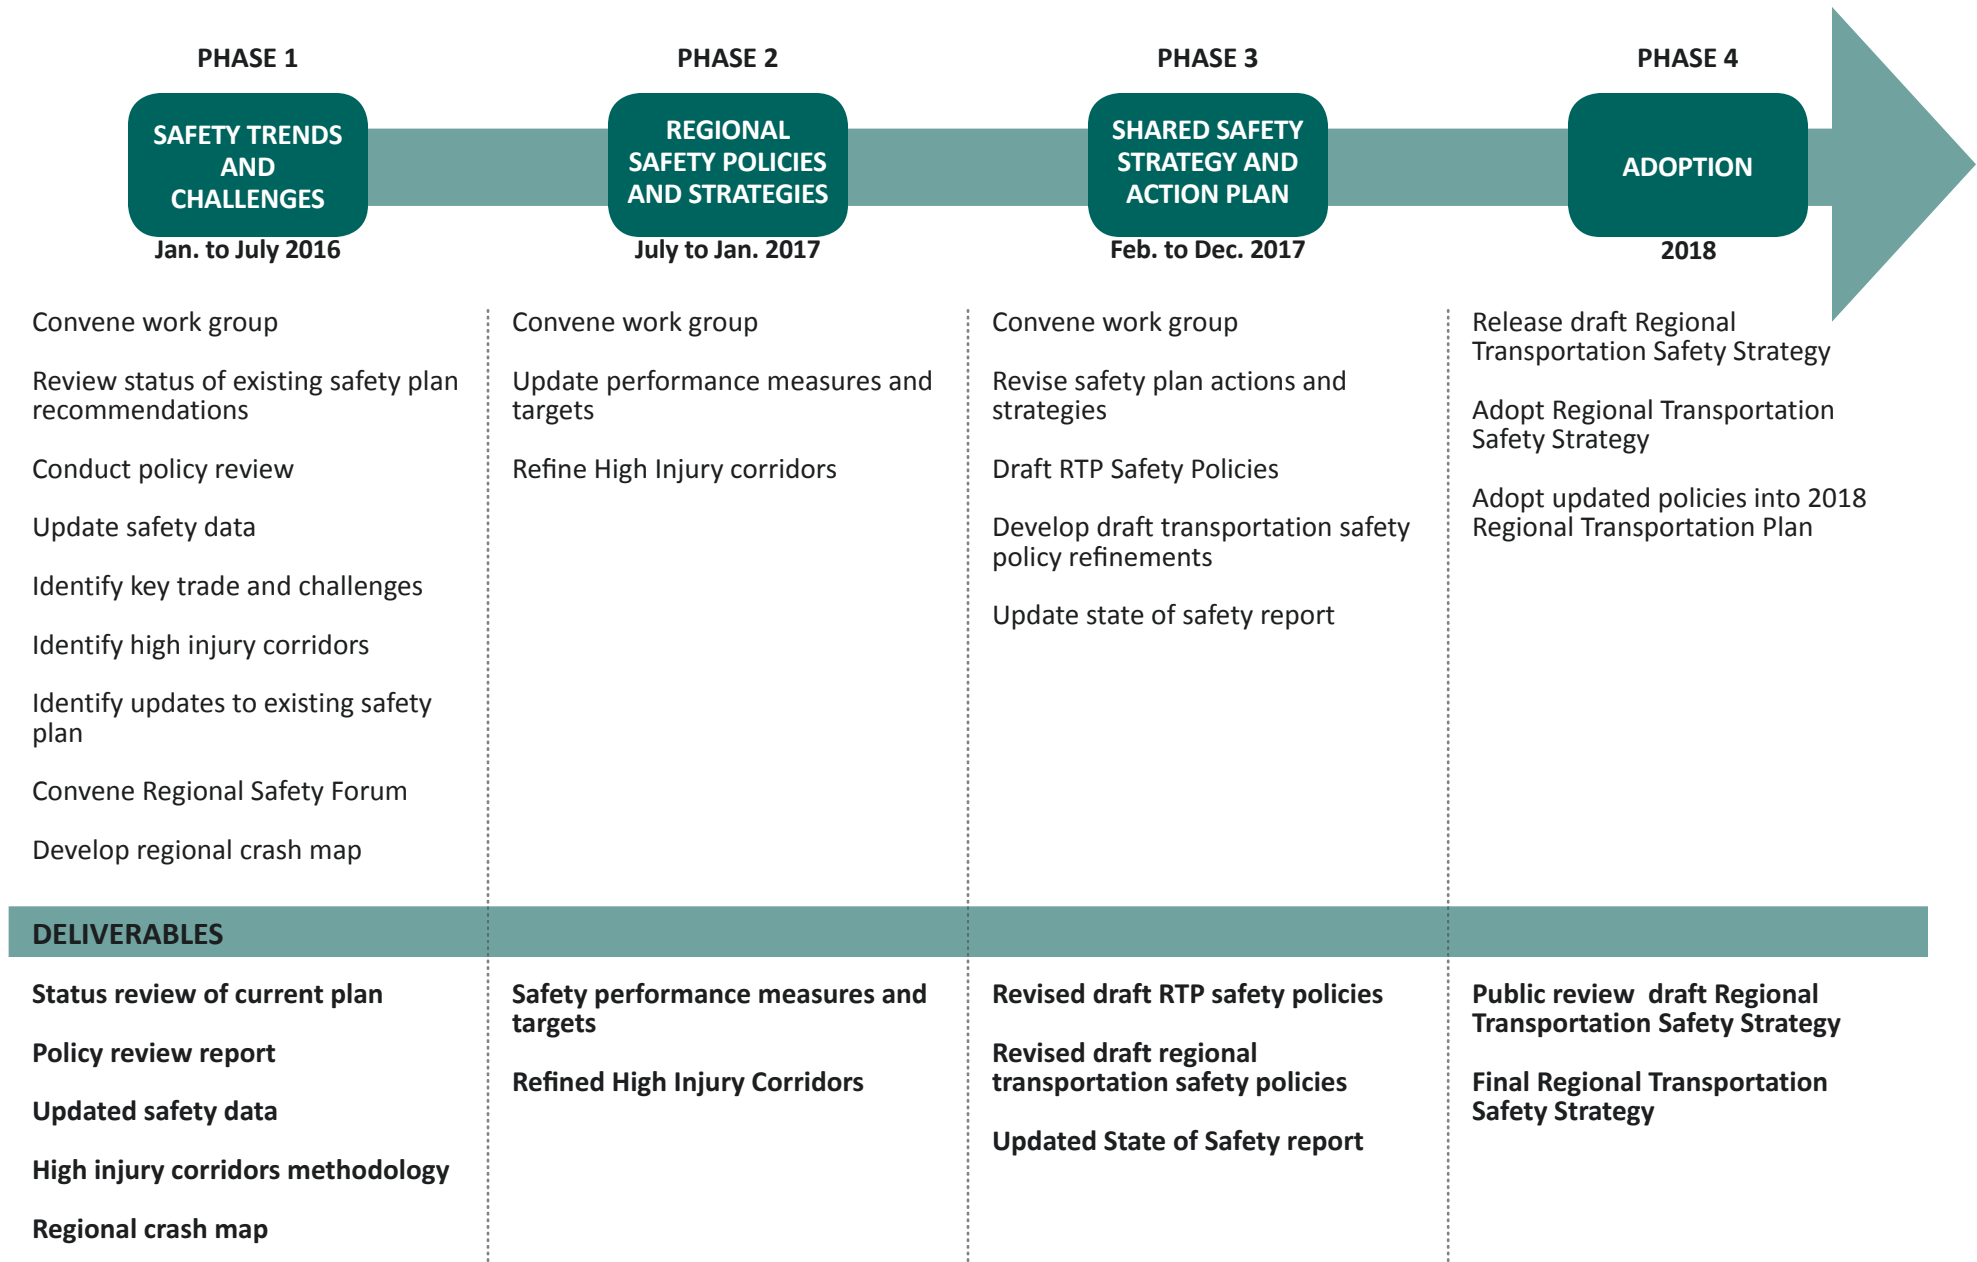 PHASE 1
SAFETY TRENDS
AND
CHALLENGES
Jan. to July 2016
PHASE 2
REGIONAL
SAFETY POLICIES
AND STRATEGIES
July to Jan. 2017
PHASE 3
SHARED SAFETY
STRATEGY AND
ACTION PLAN
Feb. to Dec. 2017
PHASE 4
ADOPTION
2018
Convene work group
Review status of existing safety plan
recommendations
Conduct policy review
Update safety data
Identify key trade and challenges
Identify high injury corridors
Identify updates to existing safety
plan
Convene Regional Safety Forum
Develop regional crash map
Convene work group
Update performance measures and
targets
Refine High Injury corridors
Convene work group
Revise safety plan actions and
strategies
Draft RTP Safety Policies
Develop draft transportation safety
policy refinements
Update state of safety report
Release draft Regional
Transportation Safety Strategy
Adopt Regional Transportation
Safety Strategy
Adopt updated policies into 2018
Regional Transportation Plan
DELIVERABLES
Status review of current plan
Policy review report
Updated safety data
High injury corridors methodology
Regional crash map
Safety performance measures and
targets
Refined High Injury Corridors
Revised draft RTP safety policies
Revised draft regional
transportation safety policies
Updated State of Safety report
Public review  draft Regional
Transportation Safety Strategy
Final Regional Transportation
Safety Strategy